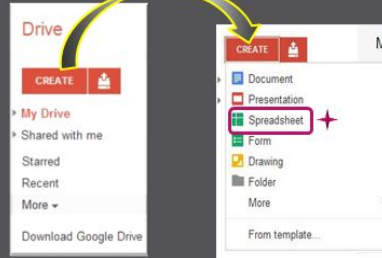 Drive
CREATE
My Drive
Shared with me
Starred
Recent
More
Download Google Drive
CREATE
M
Document
Presentation
Spreadsheet
Form
Drawing
Folder
More
From template...